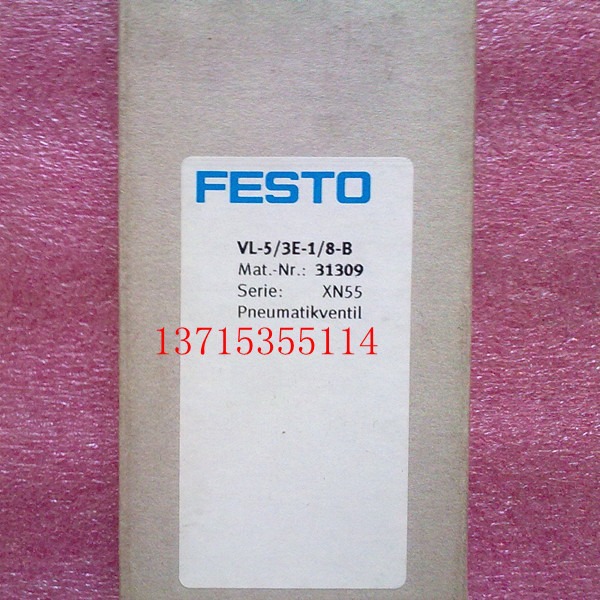 FESTO
VL-5/3E-1/8-B
Mat.-Nr.: 31309
Serie: XN55
Pneumatikventil
13715355114